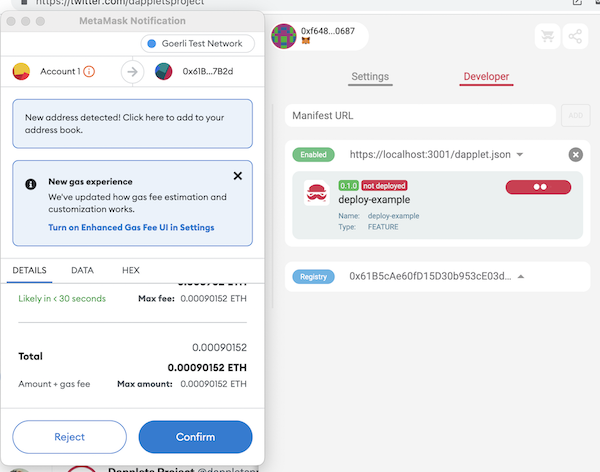 https://twitter.com/dappletsproject
MetaMask Notification
Goerli Test Network
Account 1
0x61B...7B2d
New address detected! Click here to add to your
address book.
New gas experience
We've updated how gas fee estimation and
customization works.
Turn on Enhanced Gas Fee UI in Settings
DETAILS
DATA
HEX
0.00090152 ETH
Likely in < 30 seconds
Max fee: 0.00090152 ETH
0.00090152
Total
0.00090152 ETH
Amount + gas fee
Max amount: 0.00090152 ETH
Reject
Confirm
0xf648...0687
Settings
Developer
Manifest URL
ADD
Enabled
https://localhost:3001/dapplet.json
0.1.0 not deployed
deploy-example
Name: deploy-example
Type: FEATURE
Registry
0x61B5cAe60fD15D30b953cE03d...